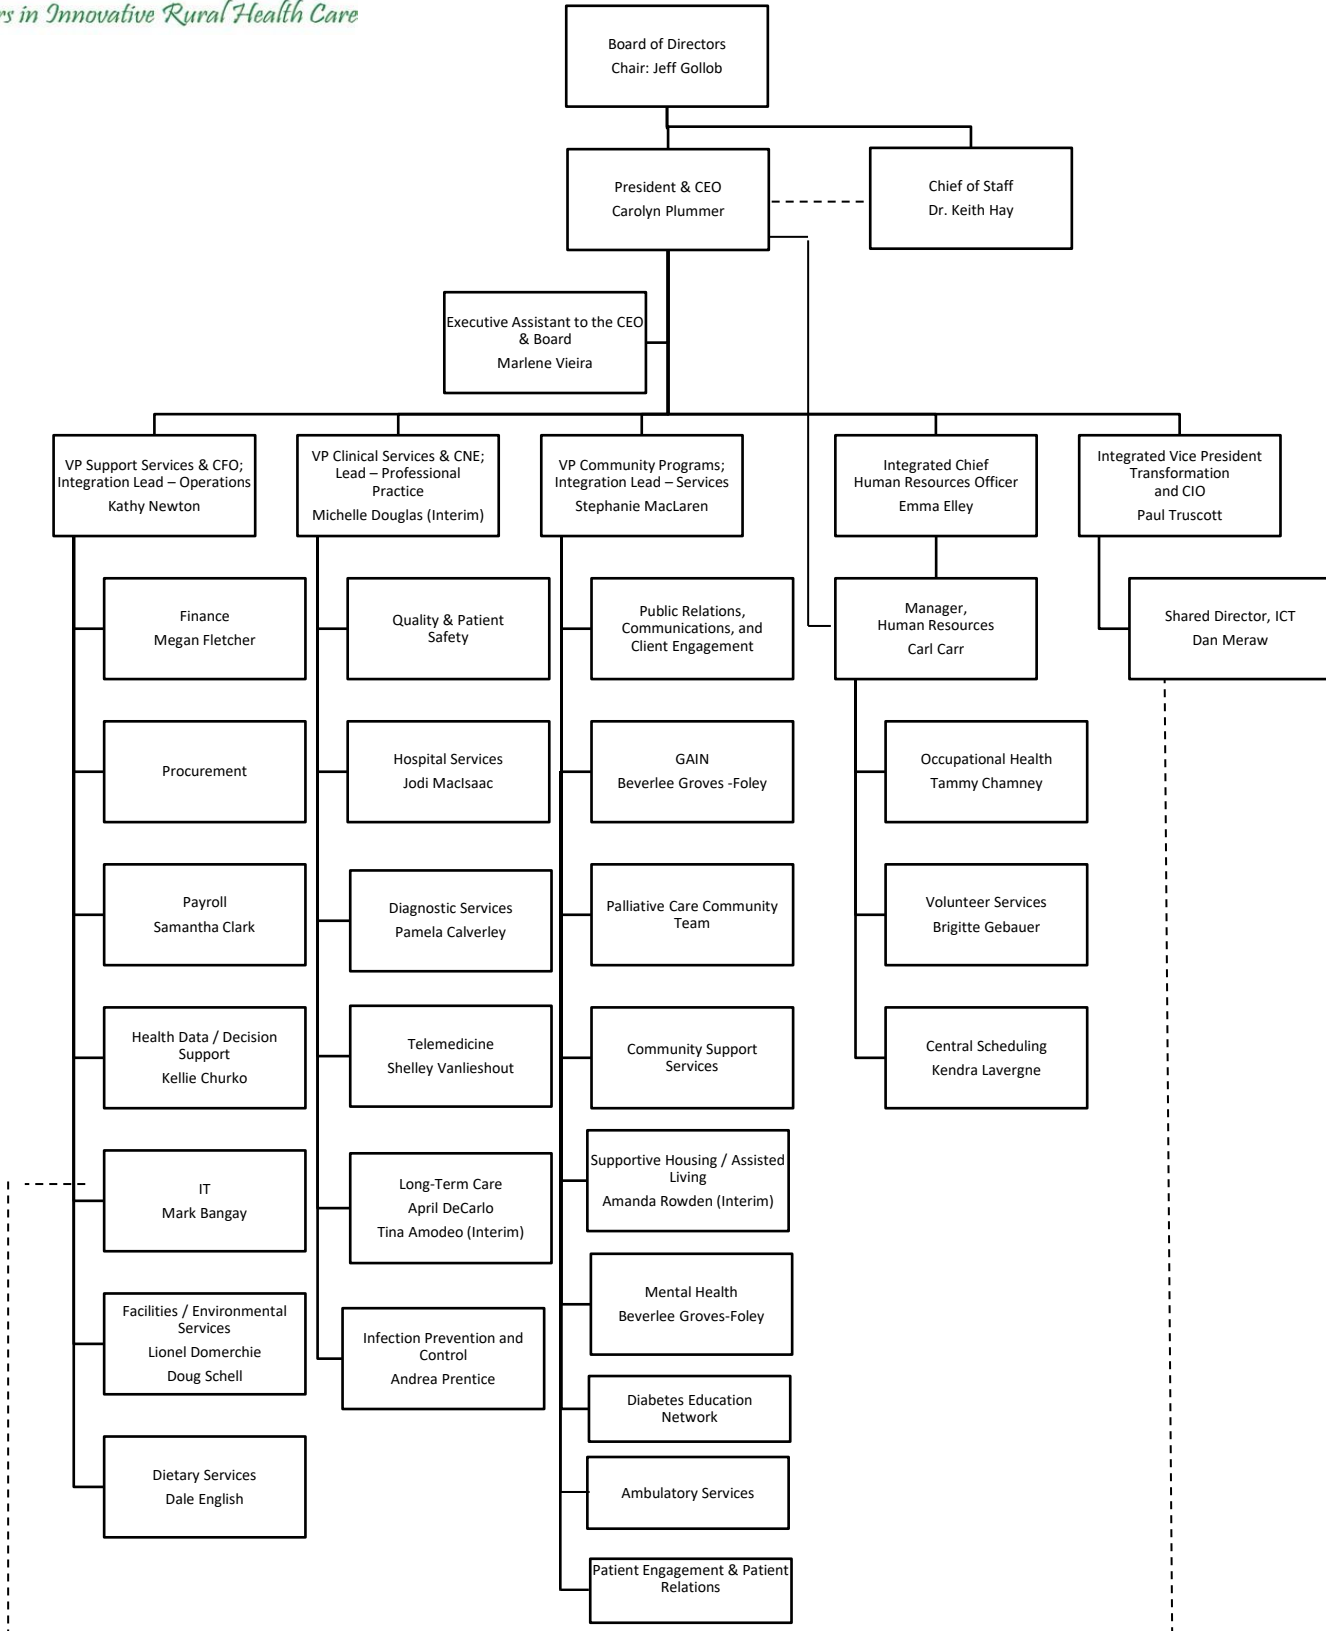 rs in Innovative Rural Health Care
Board of Directors
Chair: Jeff Gollob
President & CEO
Carolyn Plummer
Chief of Staff
Dr. Keith Hay
Executive Assistant to the CEO
& Board
Marlene Vieira
VP Support Services & CFO;
Integration Lead – Operations
Kathy Newton
VP Clinical Services & CNE;
Lead – Professional
Practice
Michelle Douglas (Interim)
VP Community Programs;
Integration Lead – Services
Stephanie MacLaren
Integrated Chief
Human Resources Officer
Emma Elley
Integrated Vice President
Transformation
and CIO
Paul Truscott
Finance
Megan Fletcher
Quality & Patient
Safety
Public Relations,
Communications, and
Client Engagement
Manager,
Human Resources
Carl Carr
Shared Director, ICT
Dan Meraw
Procurement
Hospital Services
Jodi MacIsaac
GAIN
Beverlee Groves -Foley
Occupational Health
Tammy Chamney
Payroll
Samantha Clark
Diagnostic Services
Pamela Calverley
Palliative Care Community
Team
Volunteer Services
Brigitte Gebauer
Health Data / Decision
Support
Kellie Churko
Telemedicine
Shelley Vanlieshout
Community Support
Services
Central Scheduling
Kendra Lavergne
IT
Mark Bangay
Long-Term Care
April DeCarlo
Tina Amodeo (Interim)
Supportive Housing / Assisted
Living
Amanda Rowden (Interim)
Facilities / Environmental
Services
Lionel Domerchie
Doug Schell
Infection Prevention and
Control
Andrea Prentice
Mental Health
Beverlee Groves-Foley
Diabetes Education
Network
Dietary Services
Dale English
Ambulatory Services
Patient Engagement & Patient
Relations